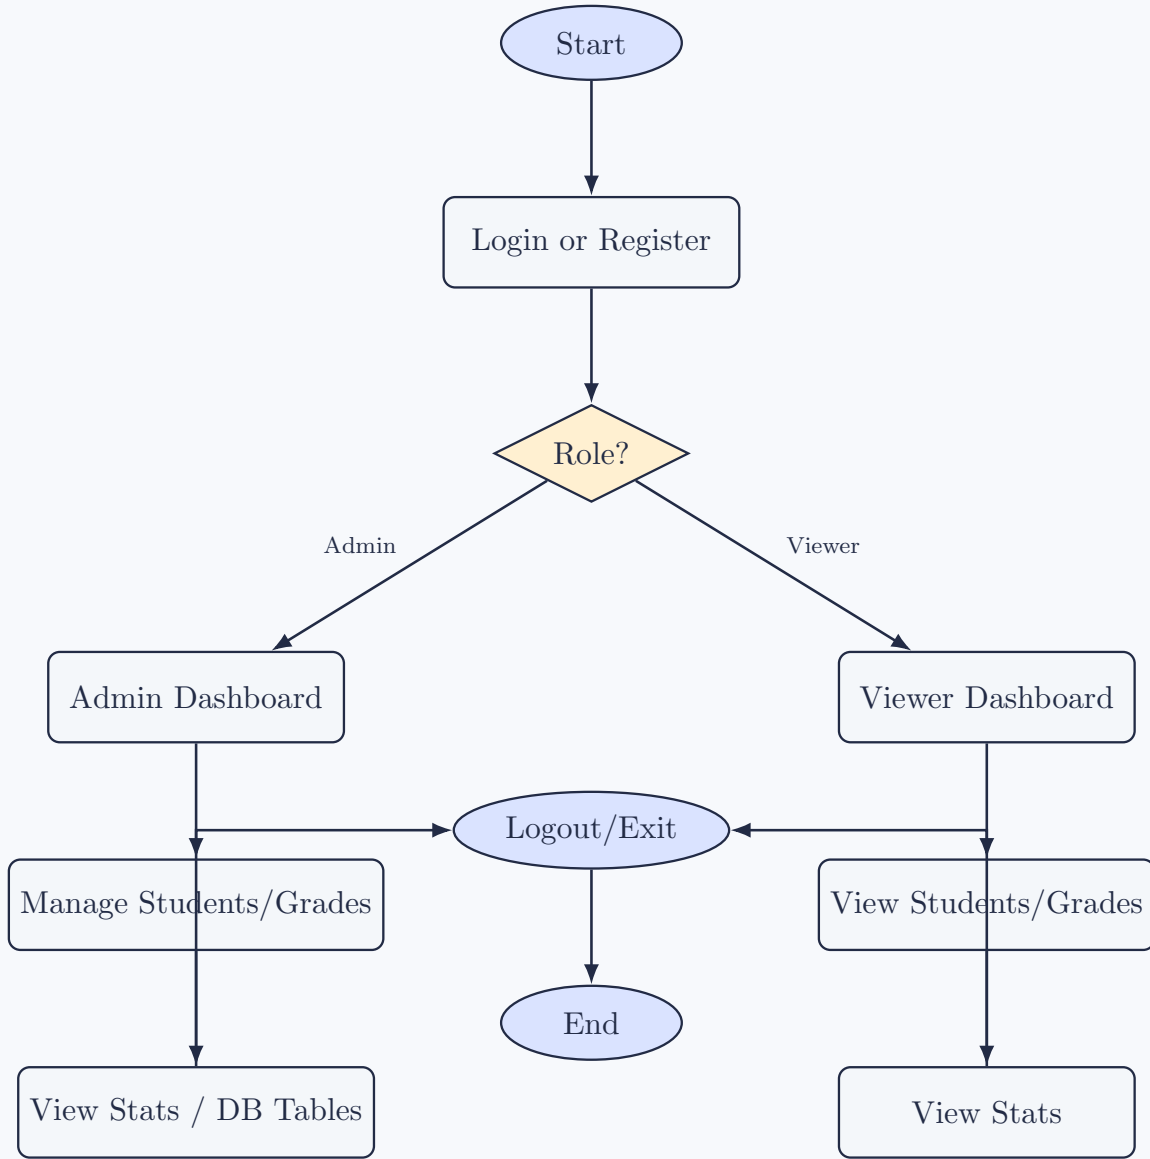 Start
Login or Register
Role?
Admin
Viewer
Admin Dashboard
Viewer Dashboard
Logout/Exit
Manage Students/Grades
View Students/Grades
End
View Stats / DB Tables
View Stats